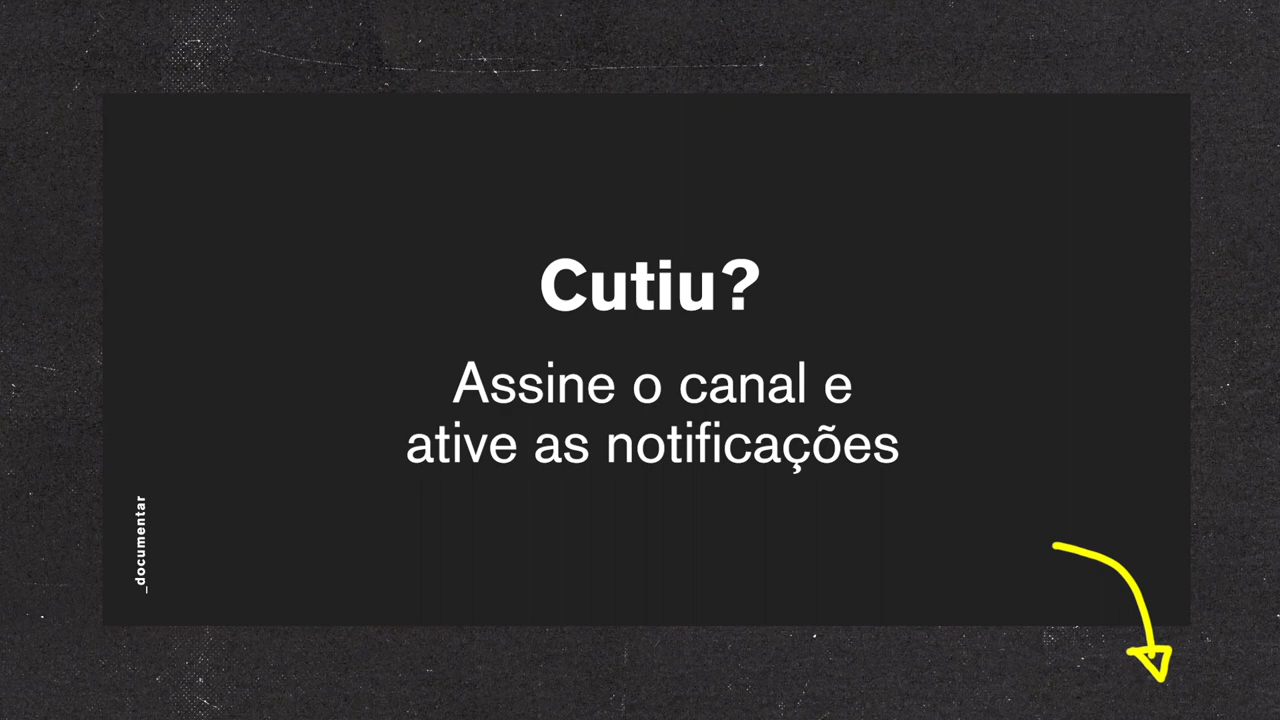 Cutiu?
Assine o canal e
ative as notificações
_documentar